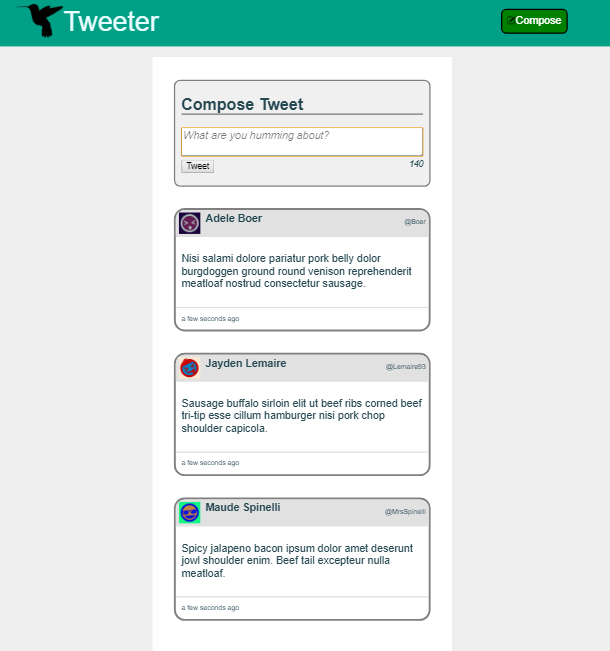 Tweeter
Compose
Compose Tweet
What are you humming about?
Tweet
140
Adele Boer
@Boer
Nisi salami dolore pariatur pork belly dolor
burgdoggen ground round venison reprehenderit
meatloaf nostrud consectetur sausage.
a few seconds ago
Jayden Lemaire
@Lemaire93
Sausage buffalo sirloin elit ut beef ribs corned beef
tri-tip esse cillum hamburger nisi pork chop
shoulder capicola.
a few seconds ago
Maude Spinelli
@MrsSpinelli
Spicy jalapeno bacon ipsum dolor amet deserunt
jowl shoulder enim. Beef tail excepteur nulla
meatloaf.
a few seconds ago